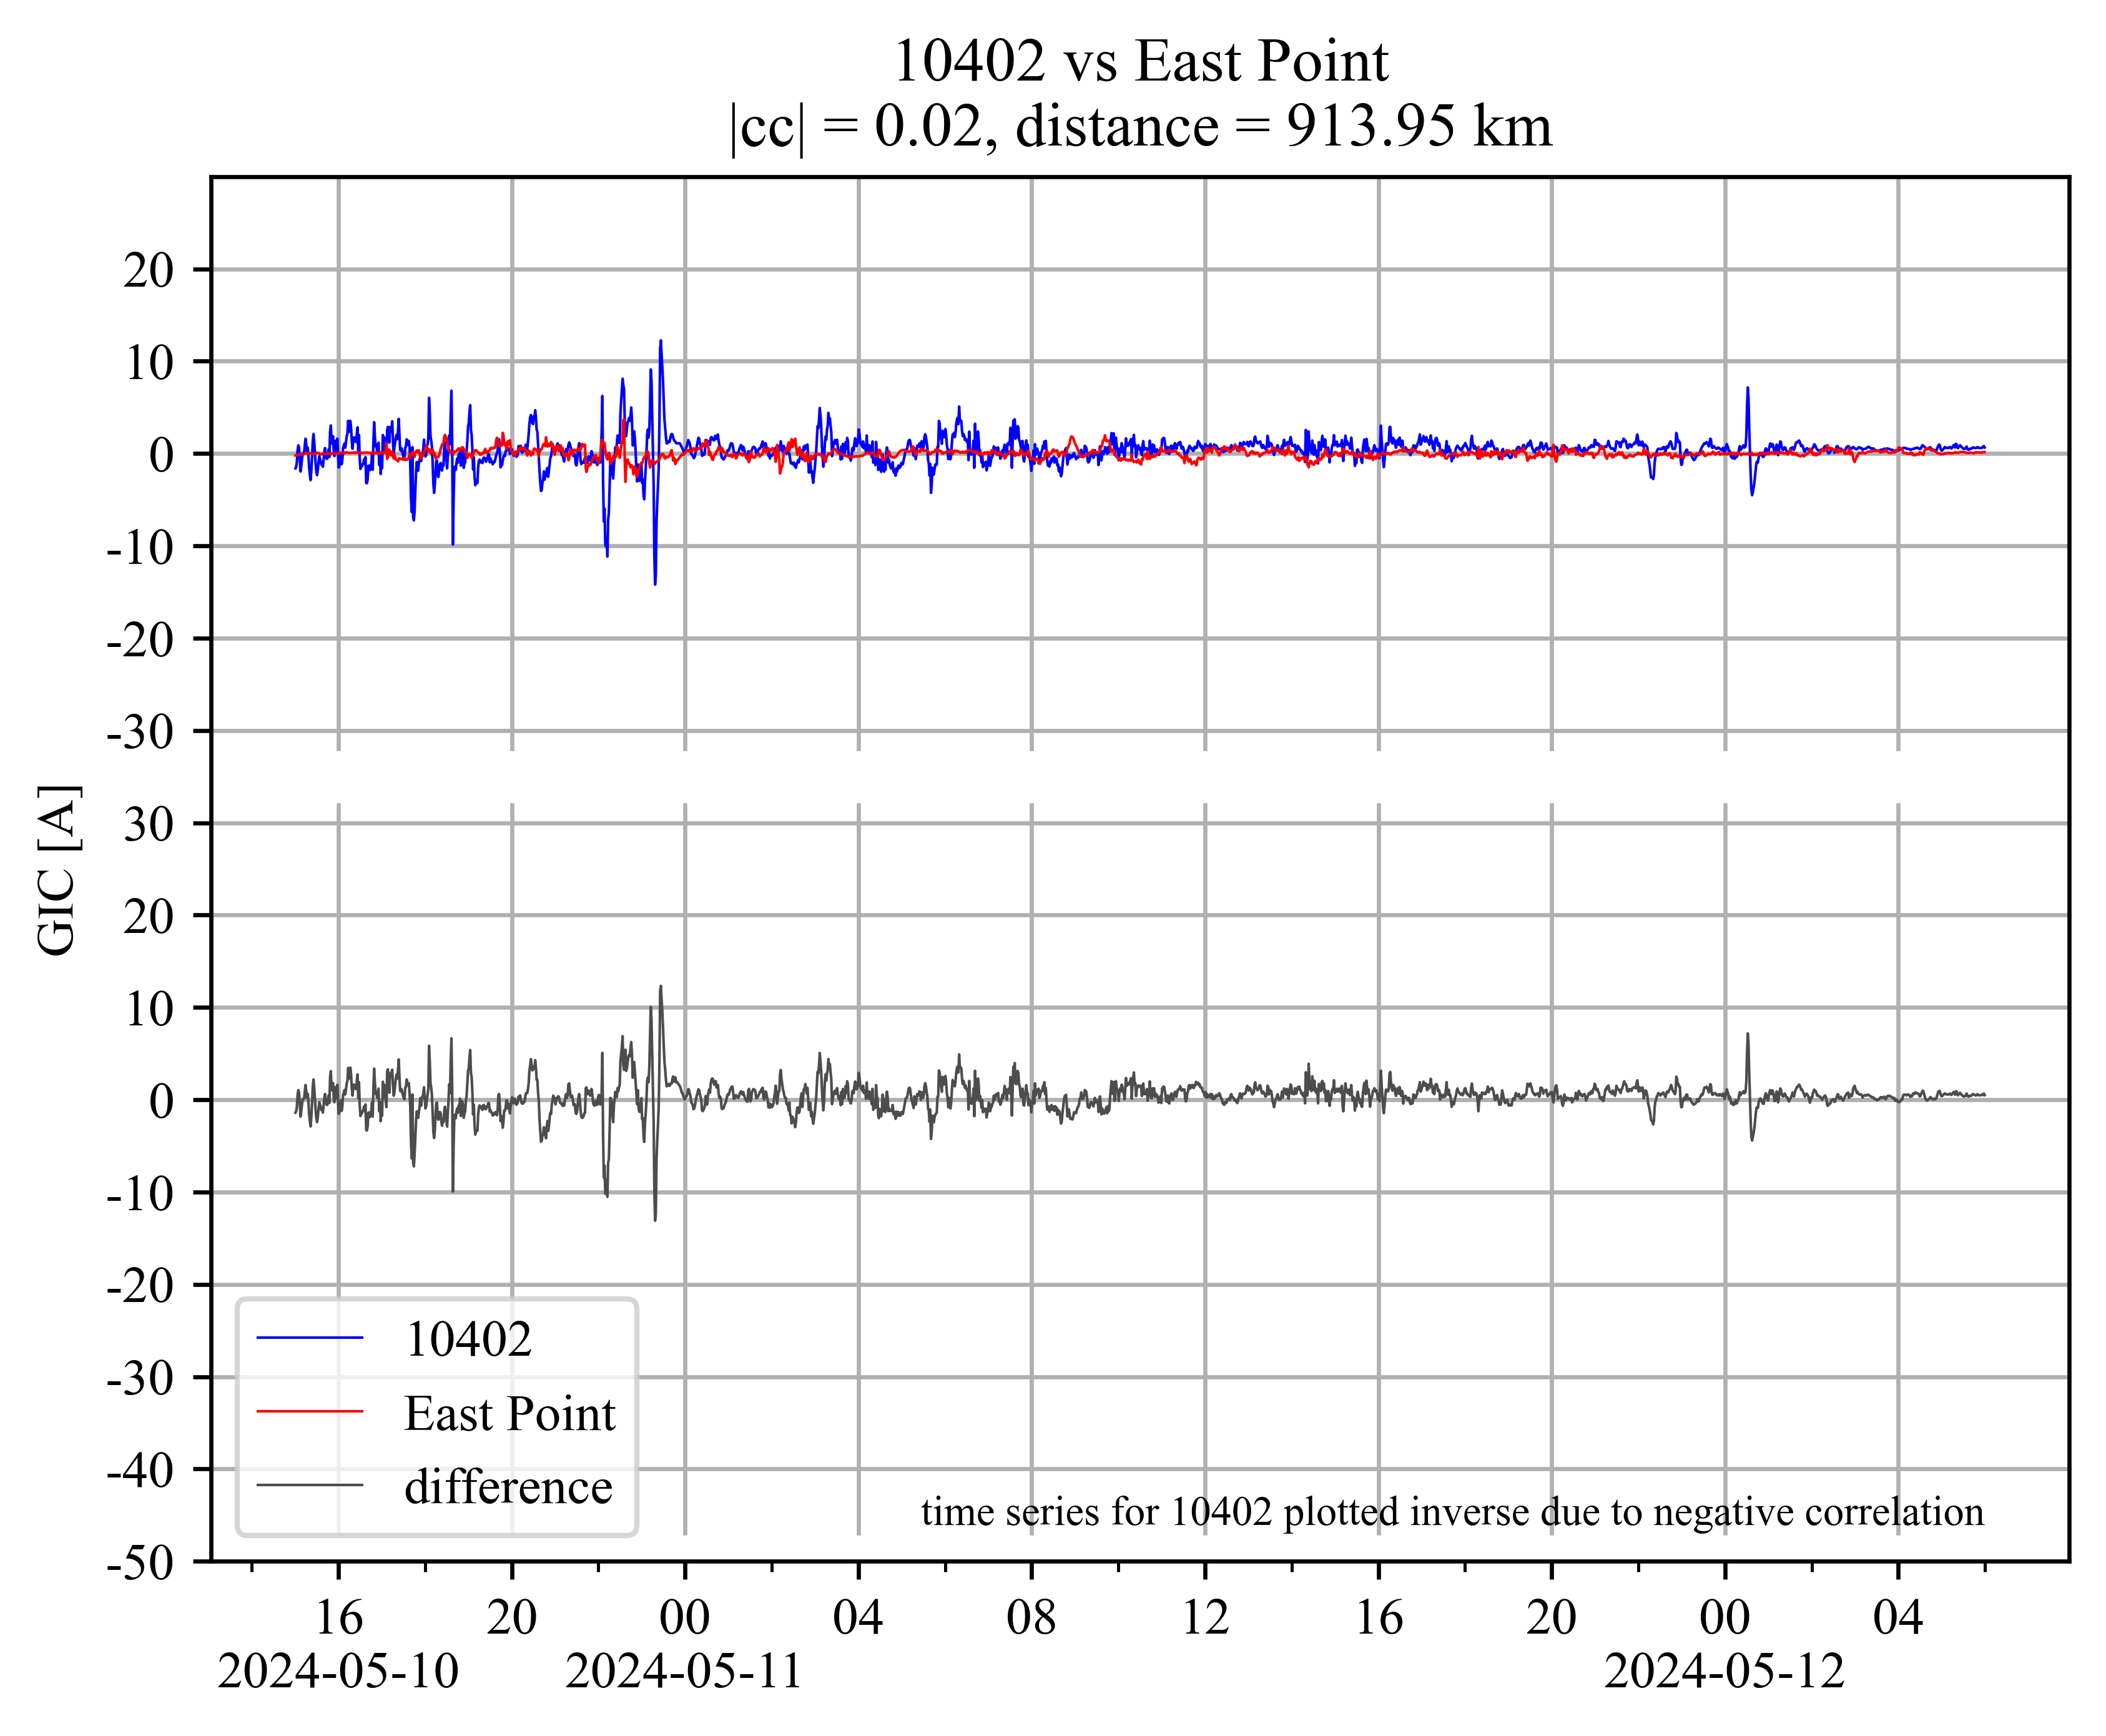 10402 vs East Point
|cc| = 0.02, distance = 913.95 km
GIC [A]
20
10
0
-10
-20
-30
30
20
10
0
-10
-20
-30
-40
-50
10402
East Point
difference
time series for 10402 plotted inverse due to negative correlation
16 20 00 04 08 12 16 20 00 04
2024-05-10 2024-05-11 2024-05-12